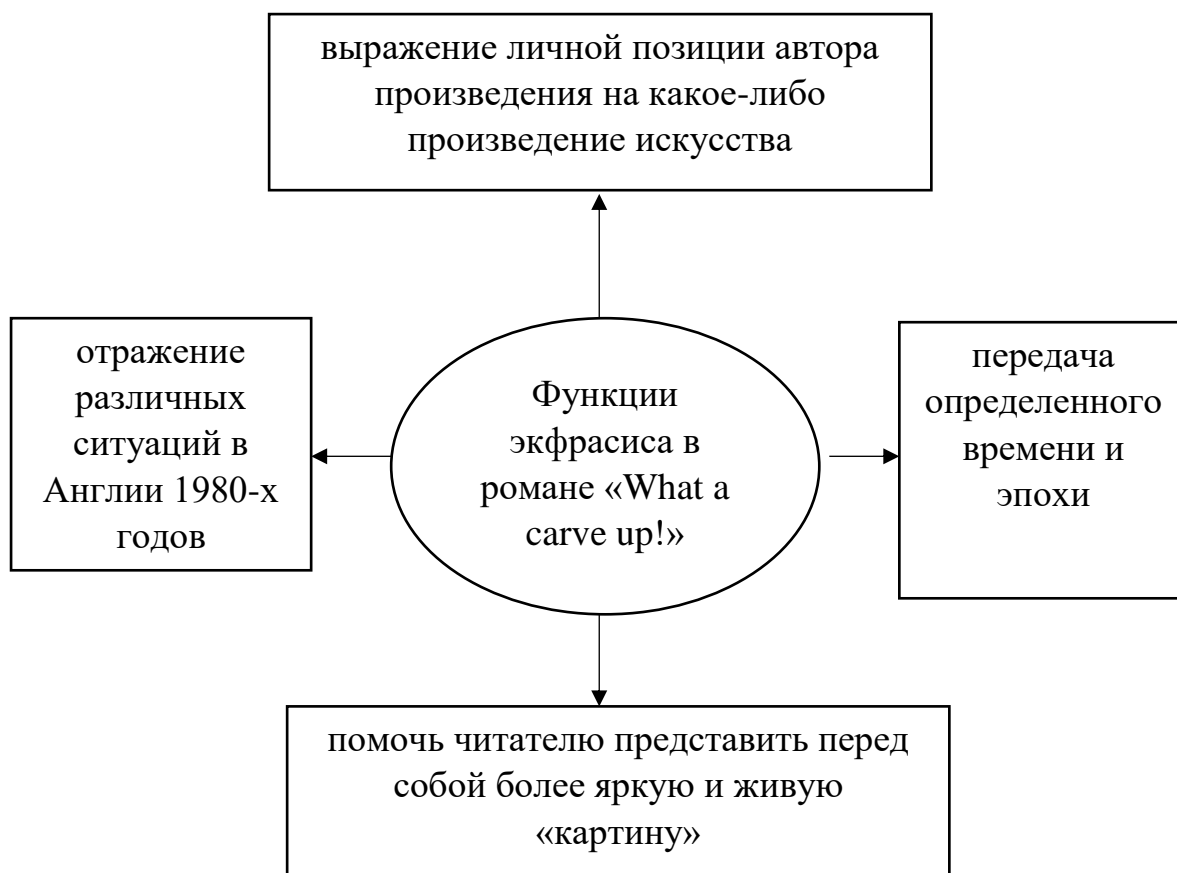 выражение личной позиции автора
произведения на какое-либо
произведение искусства
отражение
различных
ситуаций в
Англии 1980-х
годов
Функции
экфрасиса в
романе «What a
carve up!»
передача
определенного
времени и
эпохи
помочь читателю представить перед
собой более яркую и живую
«картину»